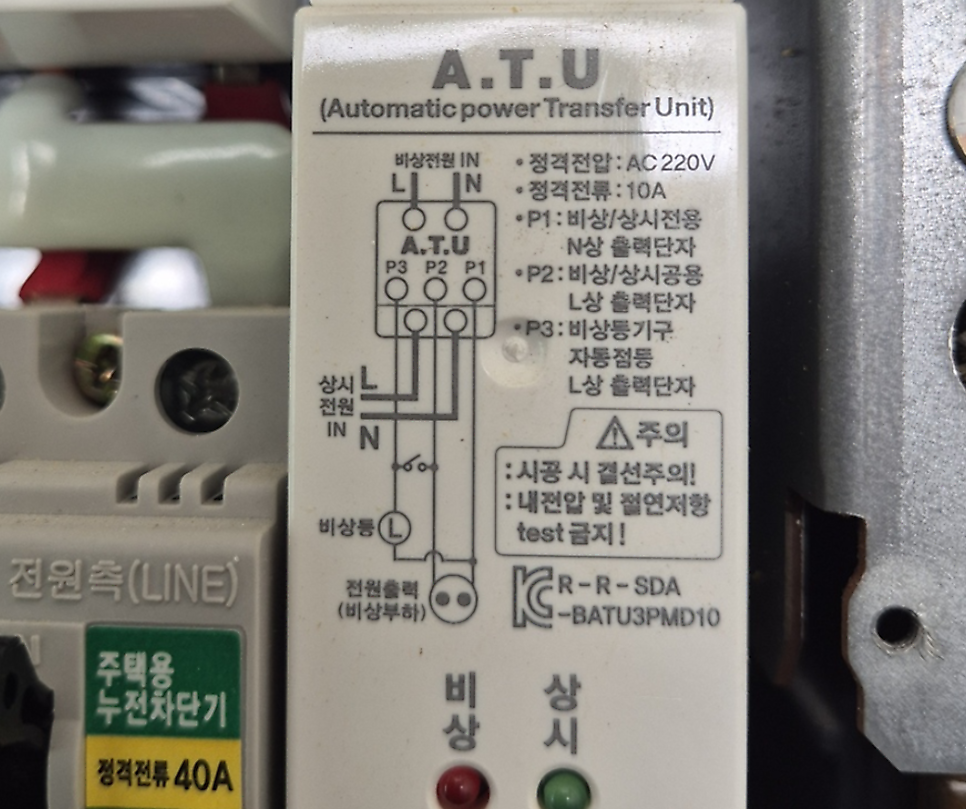 A.T.U
(Automatic power Transfer Unit)
비상전원 IN
L N
A.T.U
P3 P2 P1
상시 L
전원
IN N
비상등 L
전원출력
(비상부하)
• 정격전압 : AC 220V
• 정격전류 : 10A
• P1 : 비상/상시전용
N상 출력단자
• P2 : 비상/상시공용
L상 출력단자
• P3 : 비상등기구
자동점등
L상 출력단자
⚠주의
: 시공 시 결선주의!
: 내전압 및 절연저항
test 금지!
R-R-SDA
-BATU3PMD10
비상
상시
전원측(LINE)
N
주택용
누전차단기
정격전류 40A